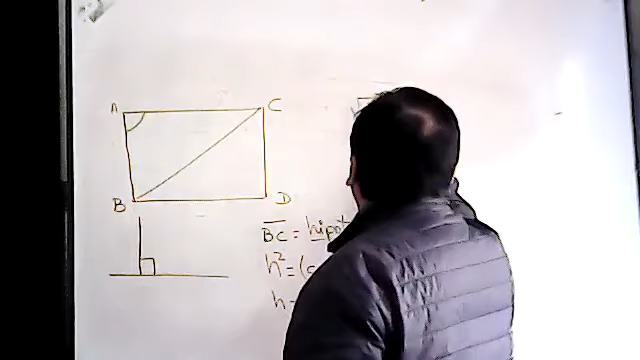 A C
B D
BC = hipot
h² = (c
h =